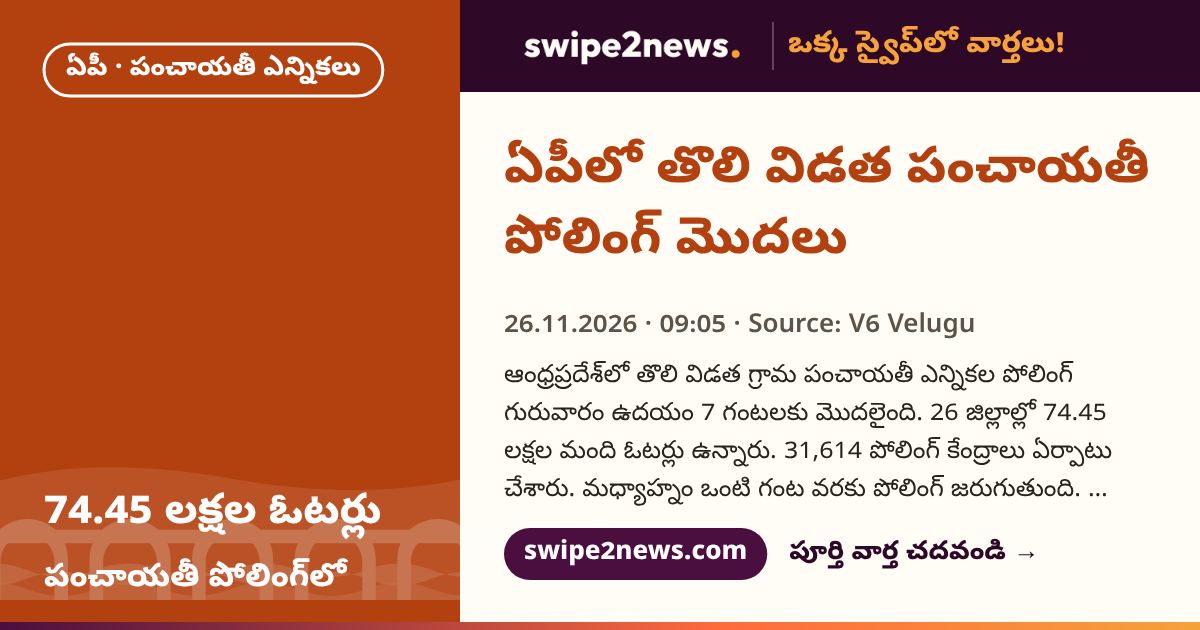 ఏపీ · పంచాయతీ ఎన్నికలు
74.45 లక్షల ఓటర్లు
పంచాయతీ పోలింగ్‌లో
swipe2news.
ఒక్క స్వైప్‌లో వార్తలు!
ఏపీలో తొలి విడత పంచాయతీ
పోలింగ్ మొదలు
26.11.2026 · 09:05 · Source: V6 Velugu
ఆంధ్రప్రదేశ్‌లో తొలి విడత గ్రామ పంచాయతీ ఎన్నికల పోలింగ్
గురువారం ఉదయం 7 గంటలకు మొదలైంది. 26 జిల్లాల్లో 74.45
లక్షల మంది ఓటర్లు ఉన్నారు. 31,614 పోలింగ్ కేంద్రాలు ఏర్పాటు
చేశారు. మధ్యాహ్నం ఒంటి గంట వరకు పోలింగ్ జరుగుతుంది. ...
swipe2news.com
పూర్తి వార్త చదవండి →